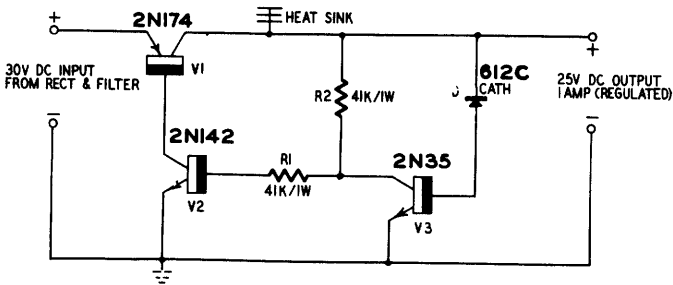 2N174
HEAT SINK
+
+
30V DC INPUT
FROM RECT & FILTER
V1
R2
41K/1W
612C
CATH
25V DC OUTPUT
1 AMP (REGULATED)
−
−
2N142
R1
41K/1W
2N35
V2
V3